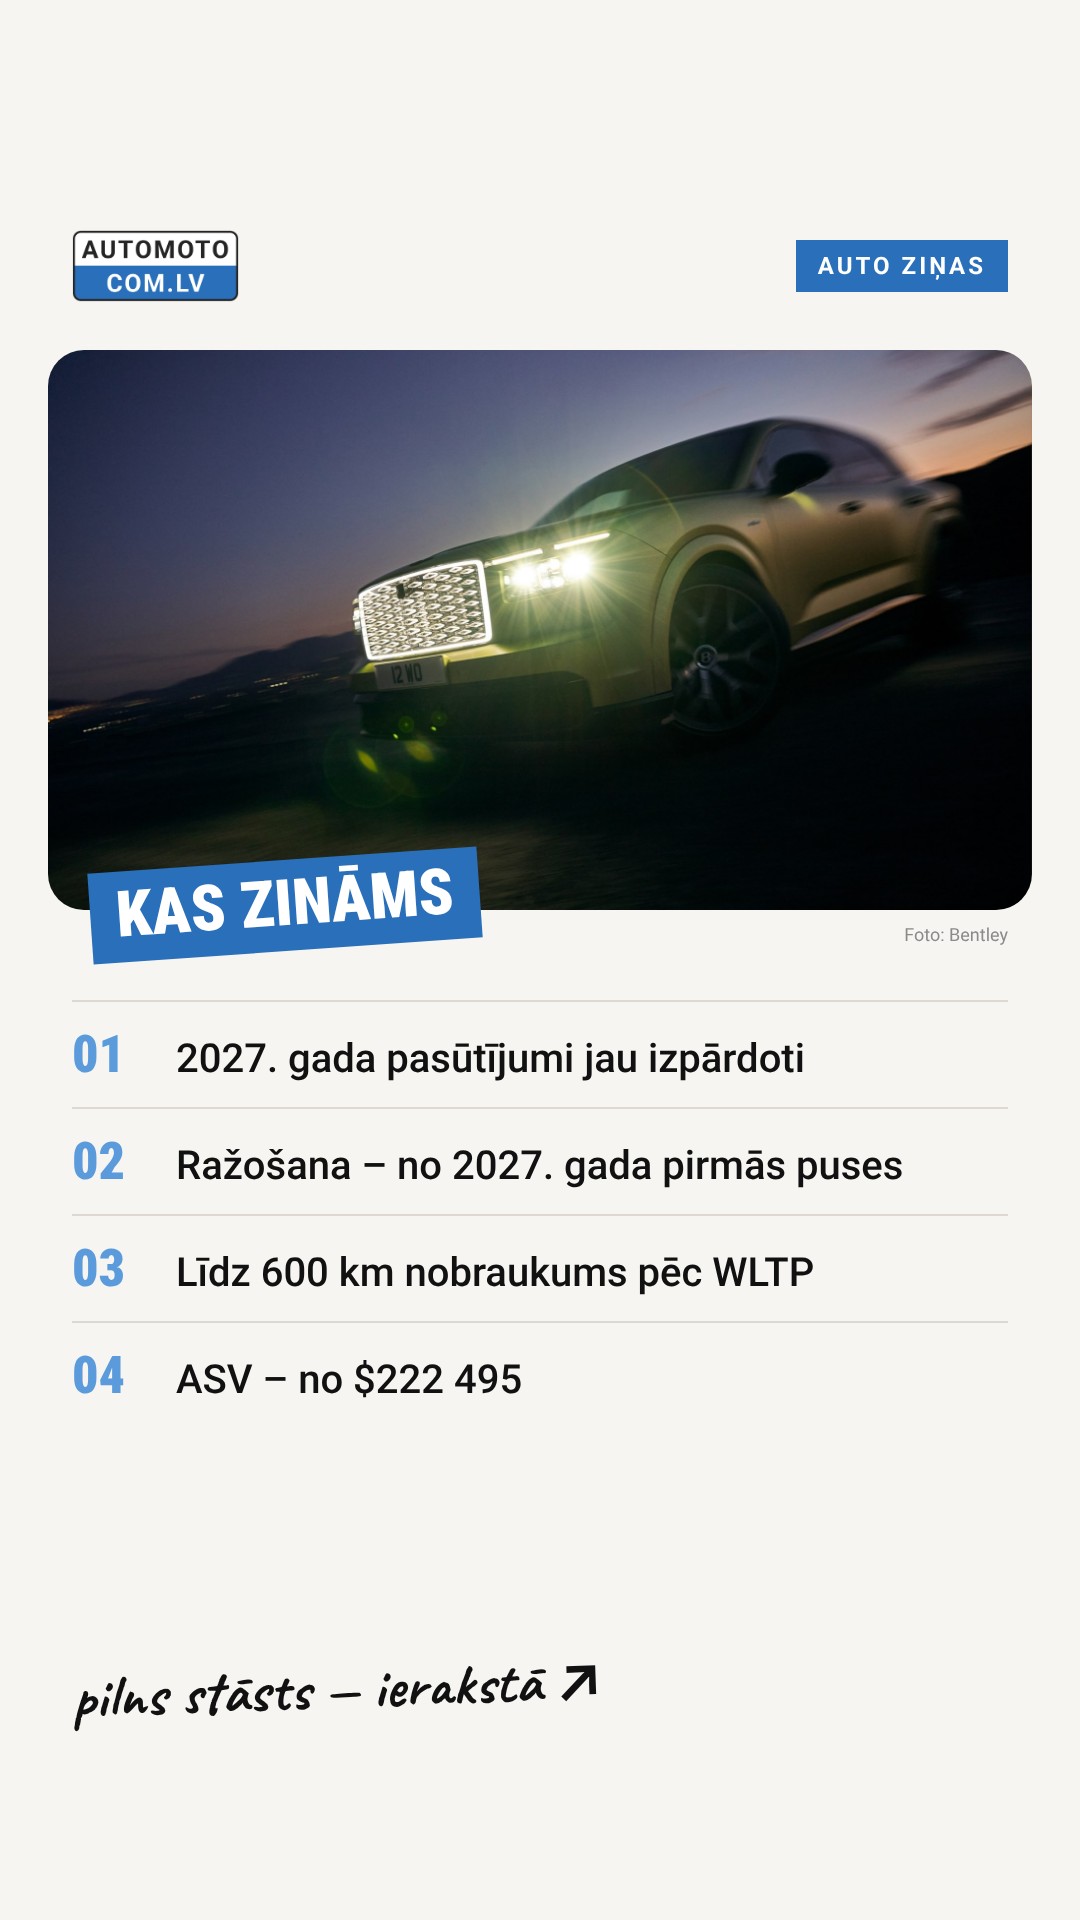 AUTOMOTO
COM.LV
AUTO ZIŅAS
12 WO
KAS ZINĀMS
Foto: Bentley
01 2027. gada pasūtījumi jau izpārdoti
02 Ražošana – no 2027. gada pirmās puses
03 Līdz 600 km nobraukums pēc WLTP
04 ASV – no $222 495
pilns stāsts — ierakstā ↗